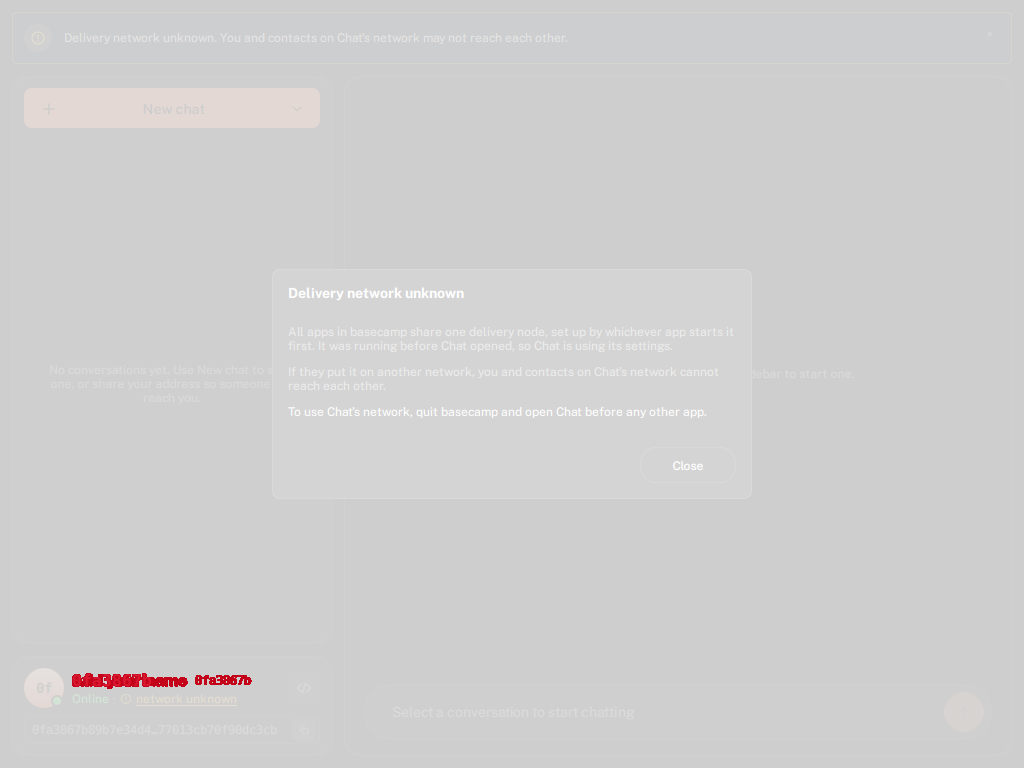 Delivery network unknown. You and contacts on Chat's network may not reach each other.
New chat
No conversations yet. Use New chat to
one, or share your address so someone
reach you.
to start one.
Delivery network unknown
All apps in basecamp share one delivery node, set up by whichever app starts it
first. It was running before Chat opened, so Chat is using its settings.
If they put it on another network, you and contacts on Chat's network cannot
reach each other.
To use Chat's network, quit basecamp and open Chat before any other app.
Close
0f
0fa3867b
Online
network unknown
0fa3867b89b7e34d4…77013cb70f90dc3cb
Select a conversation to start chatting